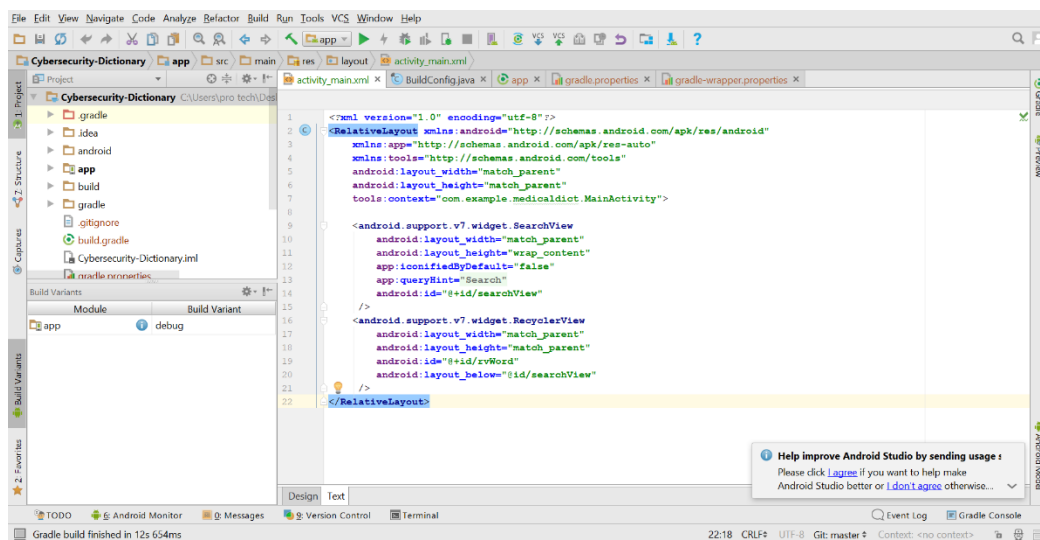 File Edit View Navigate Code Analyze Refactor Build Run Tools VCS Window Help
app
Cybersecurity-Dictionary app src main res layout activity_main.xml
Project
activity_main.xml BuildConfig.java app gradle.properties gradle-wrapper.properties
Cybersecurity-Dictionary C:\Users\pro tech\Des
.gradle
.idea
android
app
build
gradle
.gitignore
build.gradle
Cybersecurity-Dictionary.iml
gradle.properties
Build Variants
Module Build Variant
app debug
1: Project
Z: Structure
Captures
Build Variants
2: Favorites
1 <?xml version="1.0" encoding="utf-8"?>
2 <RelativeLayout xmlns:android="http://schemas.android.com/apk/res/android"
3 xmlns:app="http://schemas.android.com/apk/res-auto"
4 xmlns:tools="http://schemas.android.com/tools"
5 android:layout_width="match_parent"
6 android:layout_height="match_parent"
7 tools:context="com.example.medicaldict.MainActivity">
8
9 <android.support.v7.widget.SearchView
10 android:layout_width="match_parent"
11 android:layout_height="wrap_content"
12 app:iconifiedByDefault="false"
13 app:queryHint="Search"
14 android:id="@+id/searchView"
15 />
16 <android.support.v7.widget.RecyclerView
17 android:layout_width="match_parent"
18 android:layout_height="match_parent"
19 android:id="@+id/rvWord"
20 android:layout_below="@id/searchView"
21 />
22 </RelativeLayout>
Gradle
Preview
Android Model
Help improve Android Studio by sending usage s
Please click I agree if you want to help make
Android Studio better or I don't agree otherwise...
Design Text
TODO 6: Android Monitor 0: Messages 9: Version Control Terminal Event Log Gradle Console
Gradle build finished in 12s 654ms 22:18 CRLF UTF-8 Git: master Context: <no context>